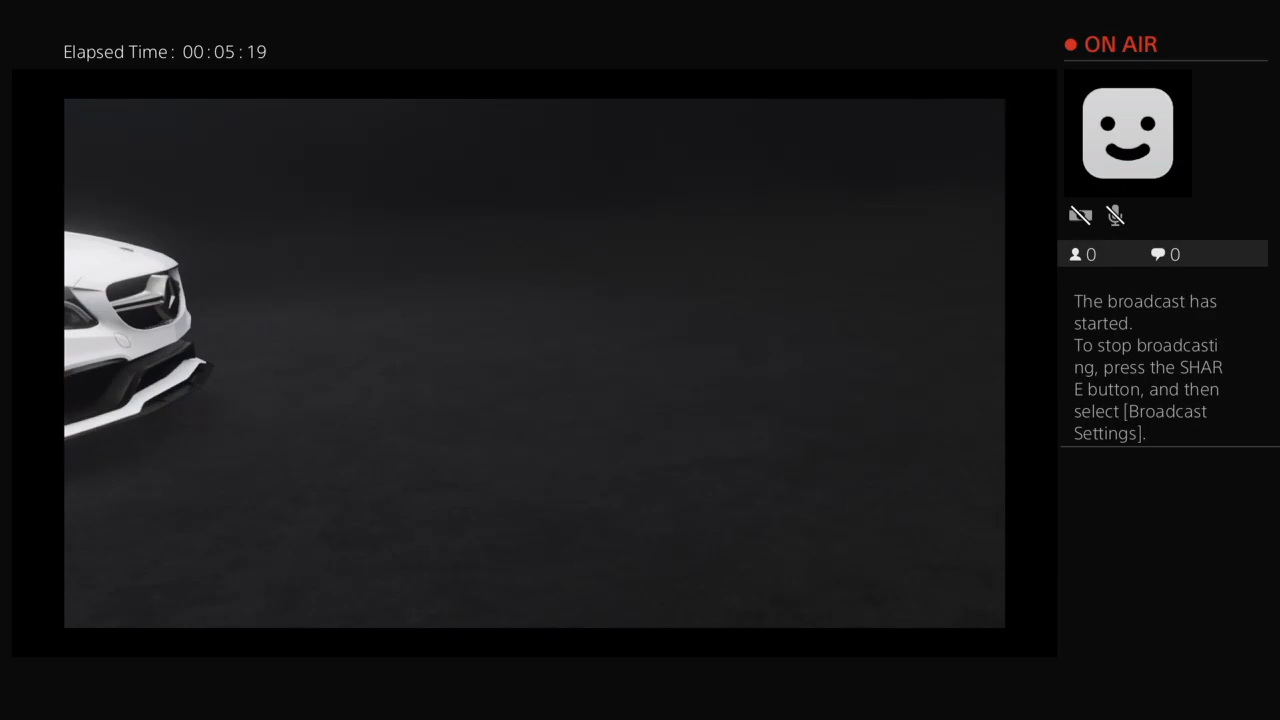 Elapsed Time: 00:05:19
ON AIR
0 0
The broadcast has
started.
To stop broadcasti
ng, press the SHAR
E button, and then
select [Broadcast
Settings].